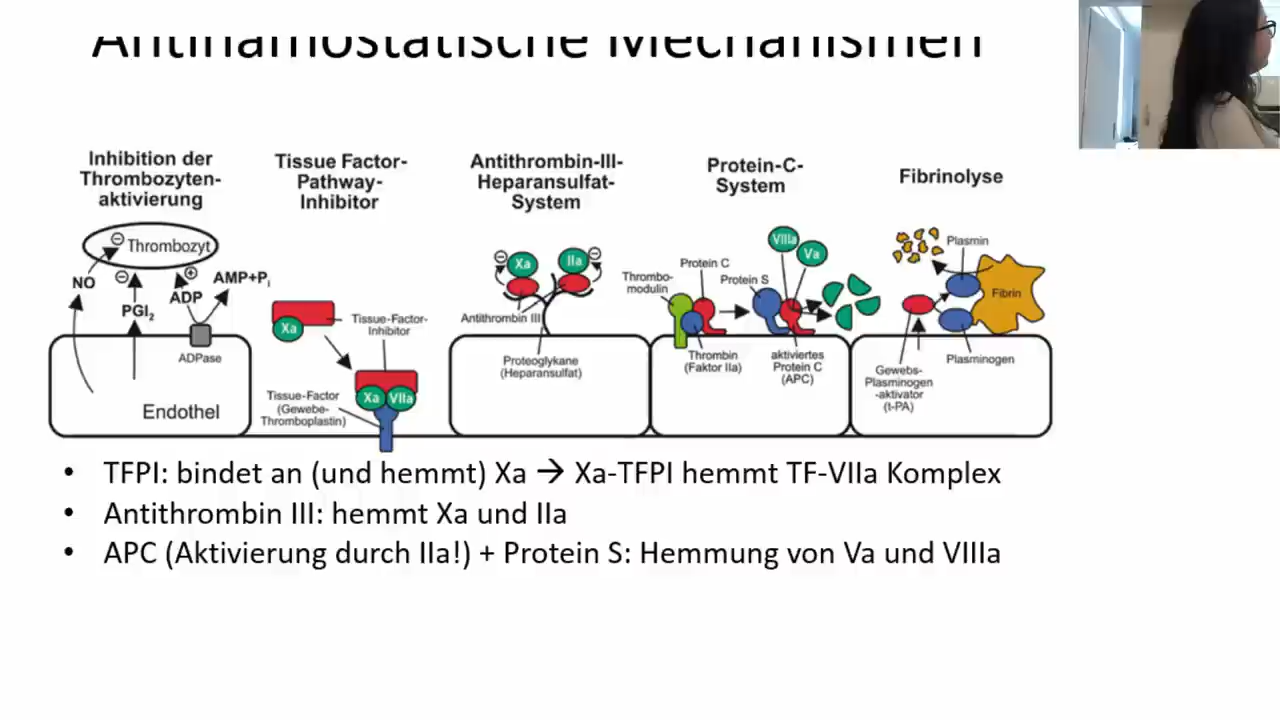 Antihämostatische Mechanismen
Inhibition der
Thrombozyten-
aktivierung
Tissue Factor-
Pathway-
Inhibitor
Antithrombin-III-
Heparansulfat-
System
Protein-C-
System
Fibrinolyse
⊖ Thrombozyt
NO
⊖
⊕
AMP+Pi
PGI2
ADP
ADPase
Endothel
Xa
Tissue-Factor-
Inhibitor
Xa
VIIa
Tissue-Factor
(Gewebe-
Thromboplastin)
⊖
Xa
IIa
⊖
Antithrombin III
Proteoglykane
(Heparansulfat)
VIIIa
Va
Thrombo-
modulin
Protein C
Protein S
Thrombin
(Faktor IIa)
aktiviertes
Protein C
(APC)
Plasmin
Fibrin
Plasminogen
Gewebs-
Plasminogen
-aktivator
(t-PA)
• TFPI: bindet an (und hemmt) Xa → Xa-TFPI hemmt TF-VIIa Komplex
• Antithrombin III: hemmt Xa und IIa
• APC (Aktivierung durch IIa!) + Protein S: Hemmung von Va und VIIIa